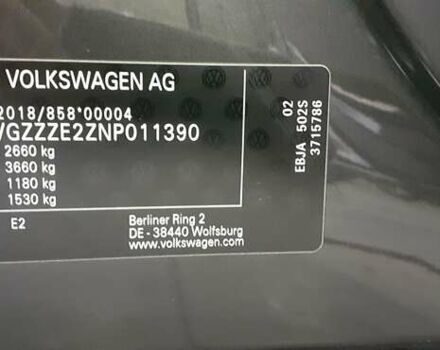 VOLKSWAGEN AG
2018/858*00004
VGZZZE2ZNP011390
2660 kg
3660 kg
1180 kg
1530 kg
E2
Berliner Ring 2
DE - 38440 Wolfsburg
www.volkswagen.com
02
EBJA 502S
3715786